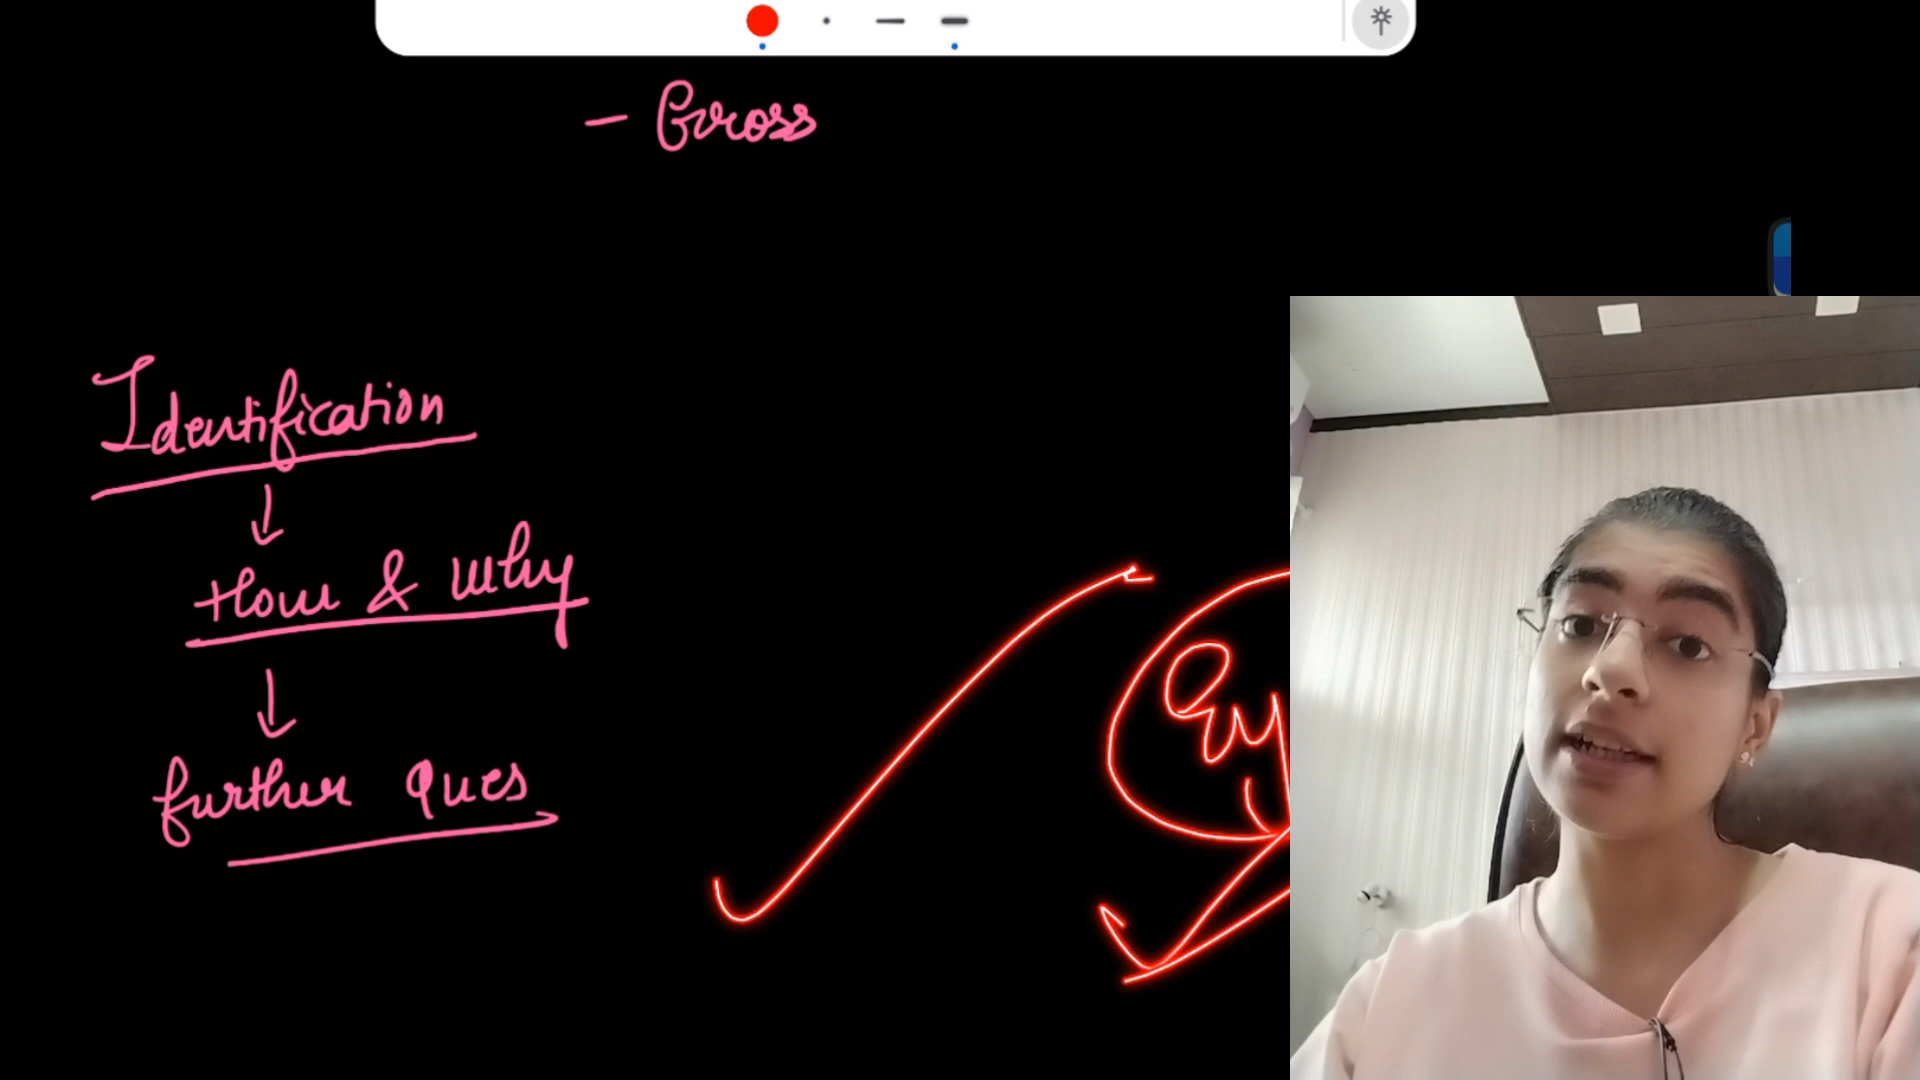 - Gross
Identification
How & Why
further Ques